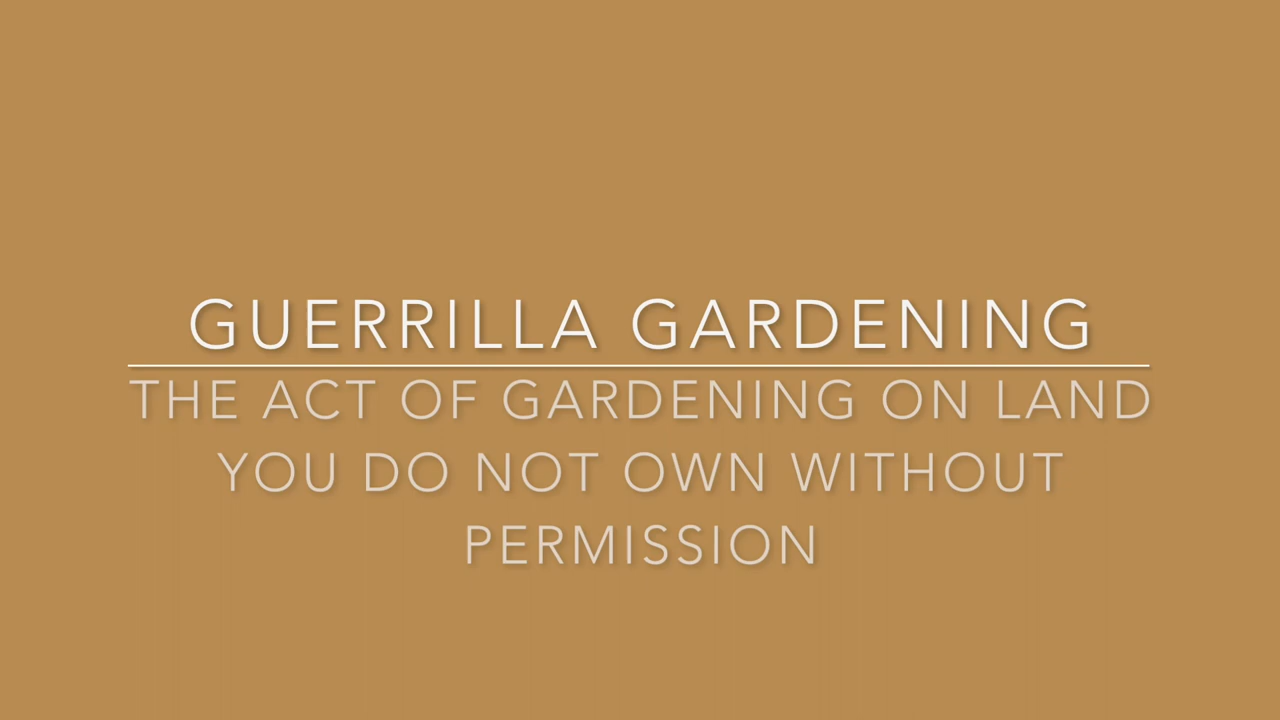 GUERRILLA GARDENING
THE ACT OF GARDENING ON LAND
YOU DO NOT OWN WITHOUT
PERMISSION